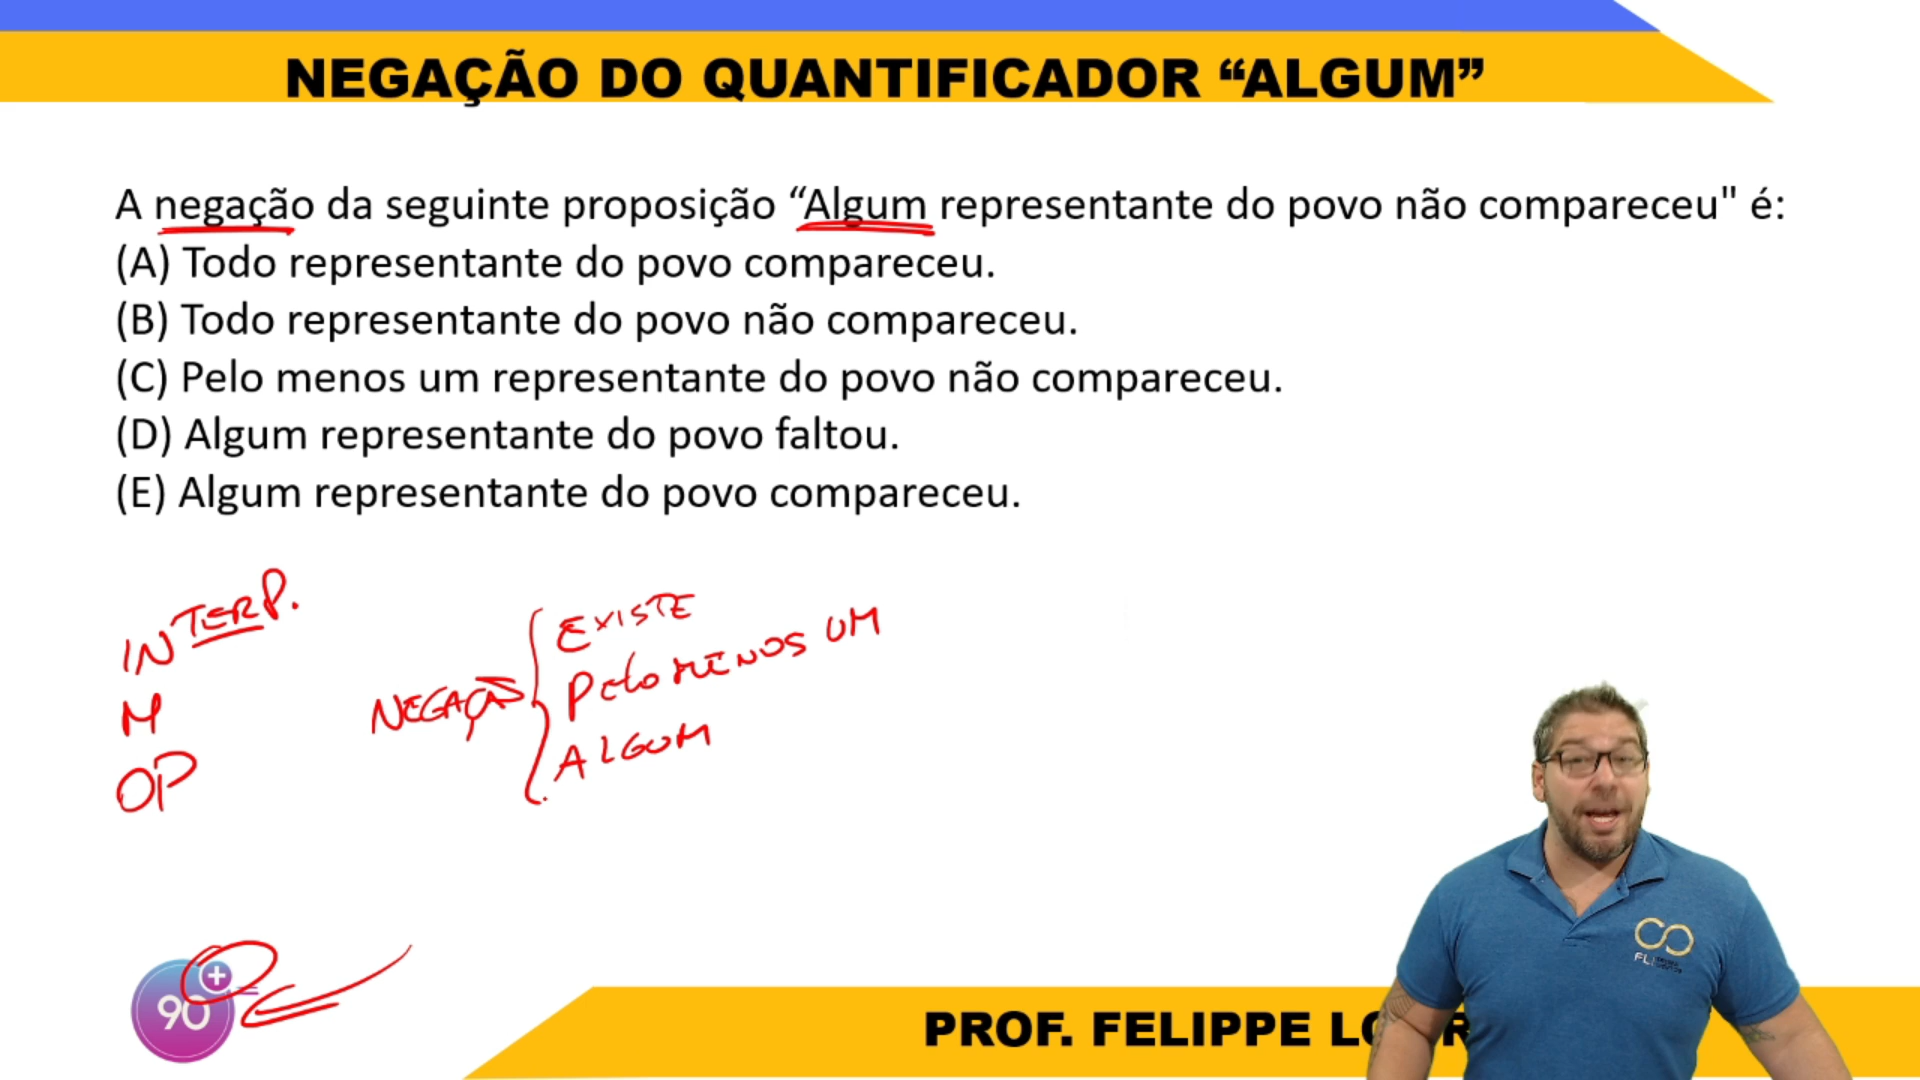 NEGAÇÃO DO QUANTIFICADOR “ALGUM”
A negação da seguinte proposição “Algum representante do povo não compareceu" é:
(A) Todo representante do povo compareceu.
(B) Todo representante do povo não compareceu.
(C) Pelo menos um representante do povo não compareceu.
(D) Algum representante do povo faltou.
(E) Algum representante do povo compareceu.
INTERP.
M
OP
NEGAÇÃO
EXISTE
PELO MENOS UM
ALGUM
90
+
PROF. FELIPPE